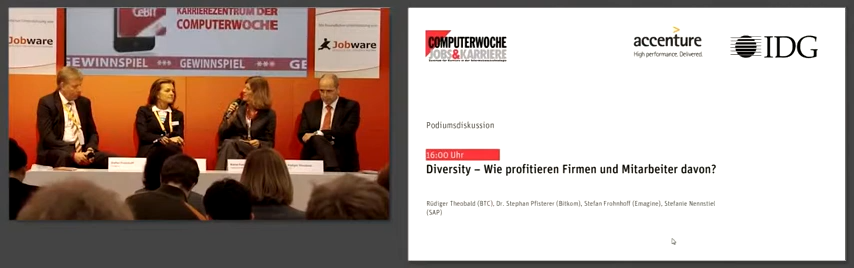 KARRIEREZENTRUM DER
COMPUTERWOCHE
Jobware
Jobware
GEWINNSPIEL *** GEWINNSPIEL *** GE
COMPUTERWOCHE
JOBS&KARRIERE
accenture
High performance. Delivered.
IDG
Podiumsdiskussion
16:00 Uhr
Diversity – Wie profitieren Firmen und Mitarbeiter davon?
Rüdiger Theobald (BTC), Dr. Stephan Pfisterer (Bitkom), Stefan Frohnhoff (Emagine), Stefanie Nennstiel
(SAP)